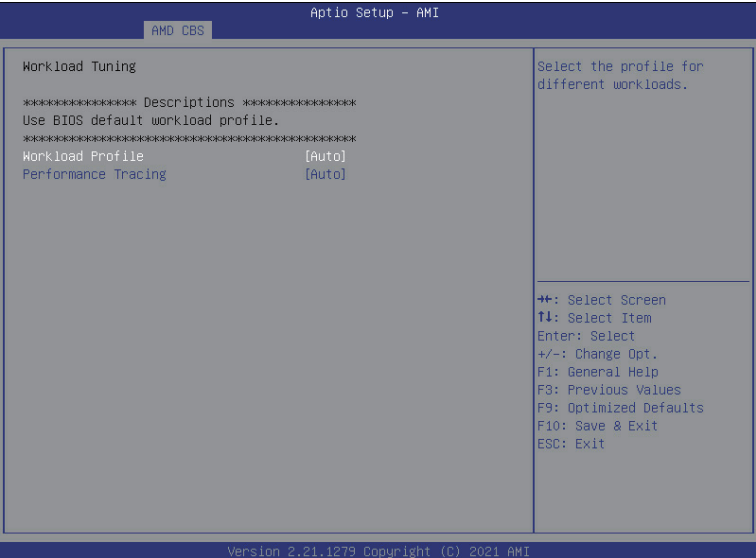 Aptio Setup – AMI
AMD CBS
Workload Tuning
*************** Descriptions ***************
Use BIOS default workload profile.
********************************************
Workload Profile [Auto]
Performance Tracing [Auto]
Select the profile for
different workloads.
→←: Select Screen
↑↓: Select Item
Enter: Select
+/-: Change Opt.
F1: General Help
F3: Previous Values
F9: Optimized Defaults
F10: Save & Exit
ESC: Exit
Version 2.21.1279 Copyright (C) 2021 AMI